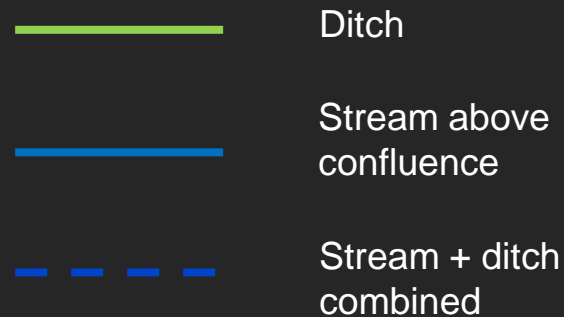 Ditch
Stream above
confluence
Stream + ditch
combined